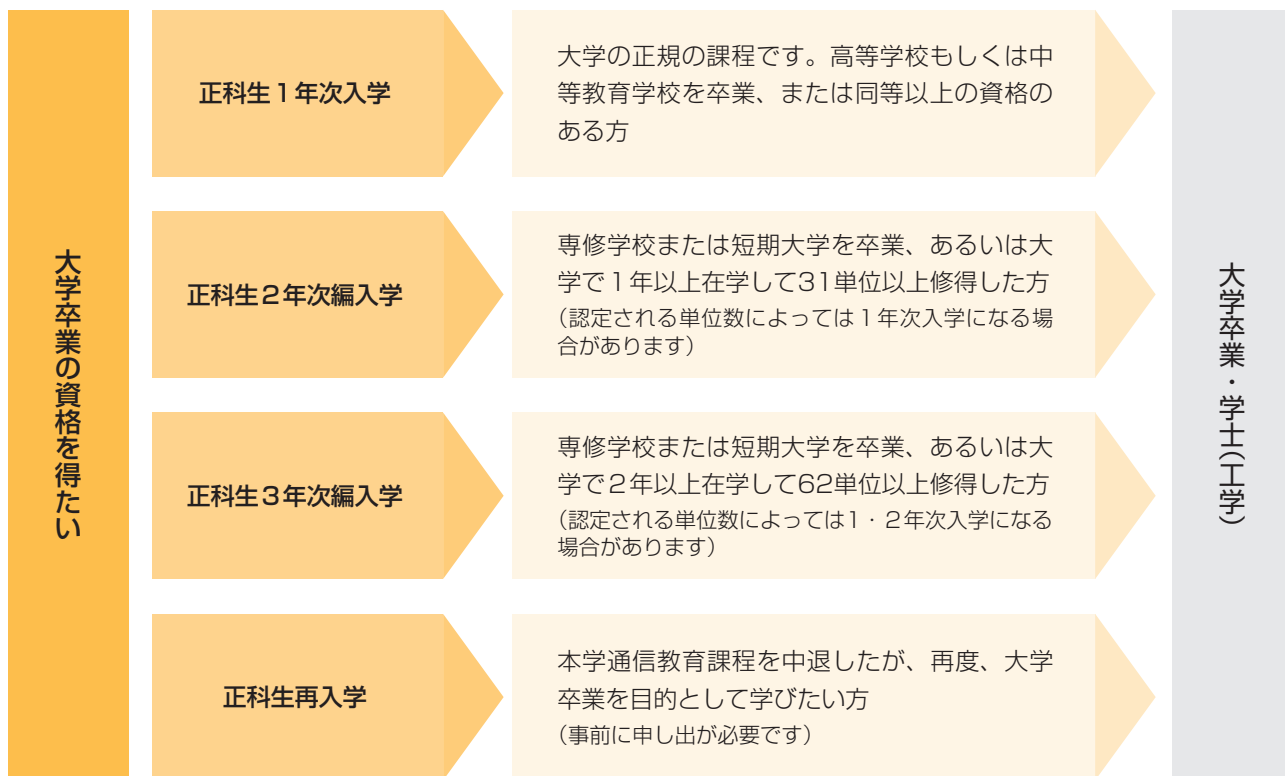 大学卒業の資格を得たい
正科生1年次入学
大学の正規の課程です。高等学校もしくは中
等教育学校を卒業、または同等以上の資格の
ある方
正科生2年次編入学
専修学校または短期大学を卒業、あるいは大
学で1年以上在学して31単位以上修得した方
(認定される単位数によっては1年次入学になる場
合があります)
正科生3年次編入学
専修学校または短期大学を卒業、あるいは大
学で2年以上在学して62単位以上修得した方
(認定される単位数によっては1・2年次入学になる
場合があります)
正科生再入学
本学通信教育課程を中退したが、再度、大学
卒業を目的として学びたい方
(事前に申し出が必要です)
大学卒業・学士(工学)